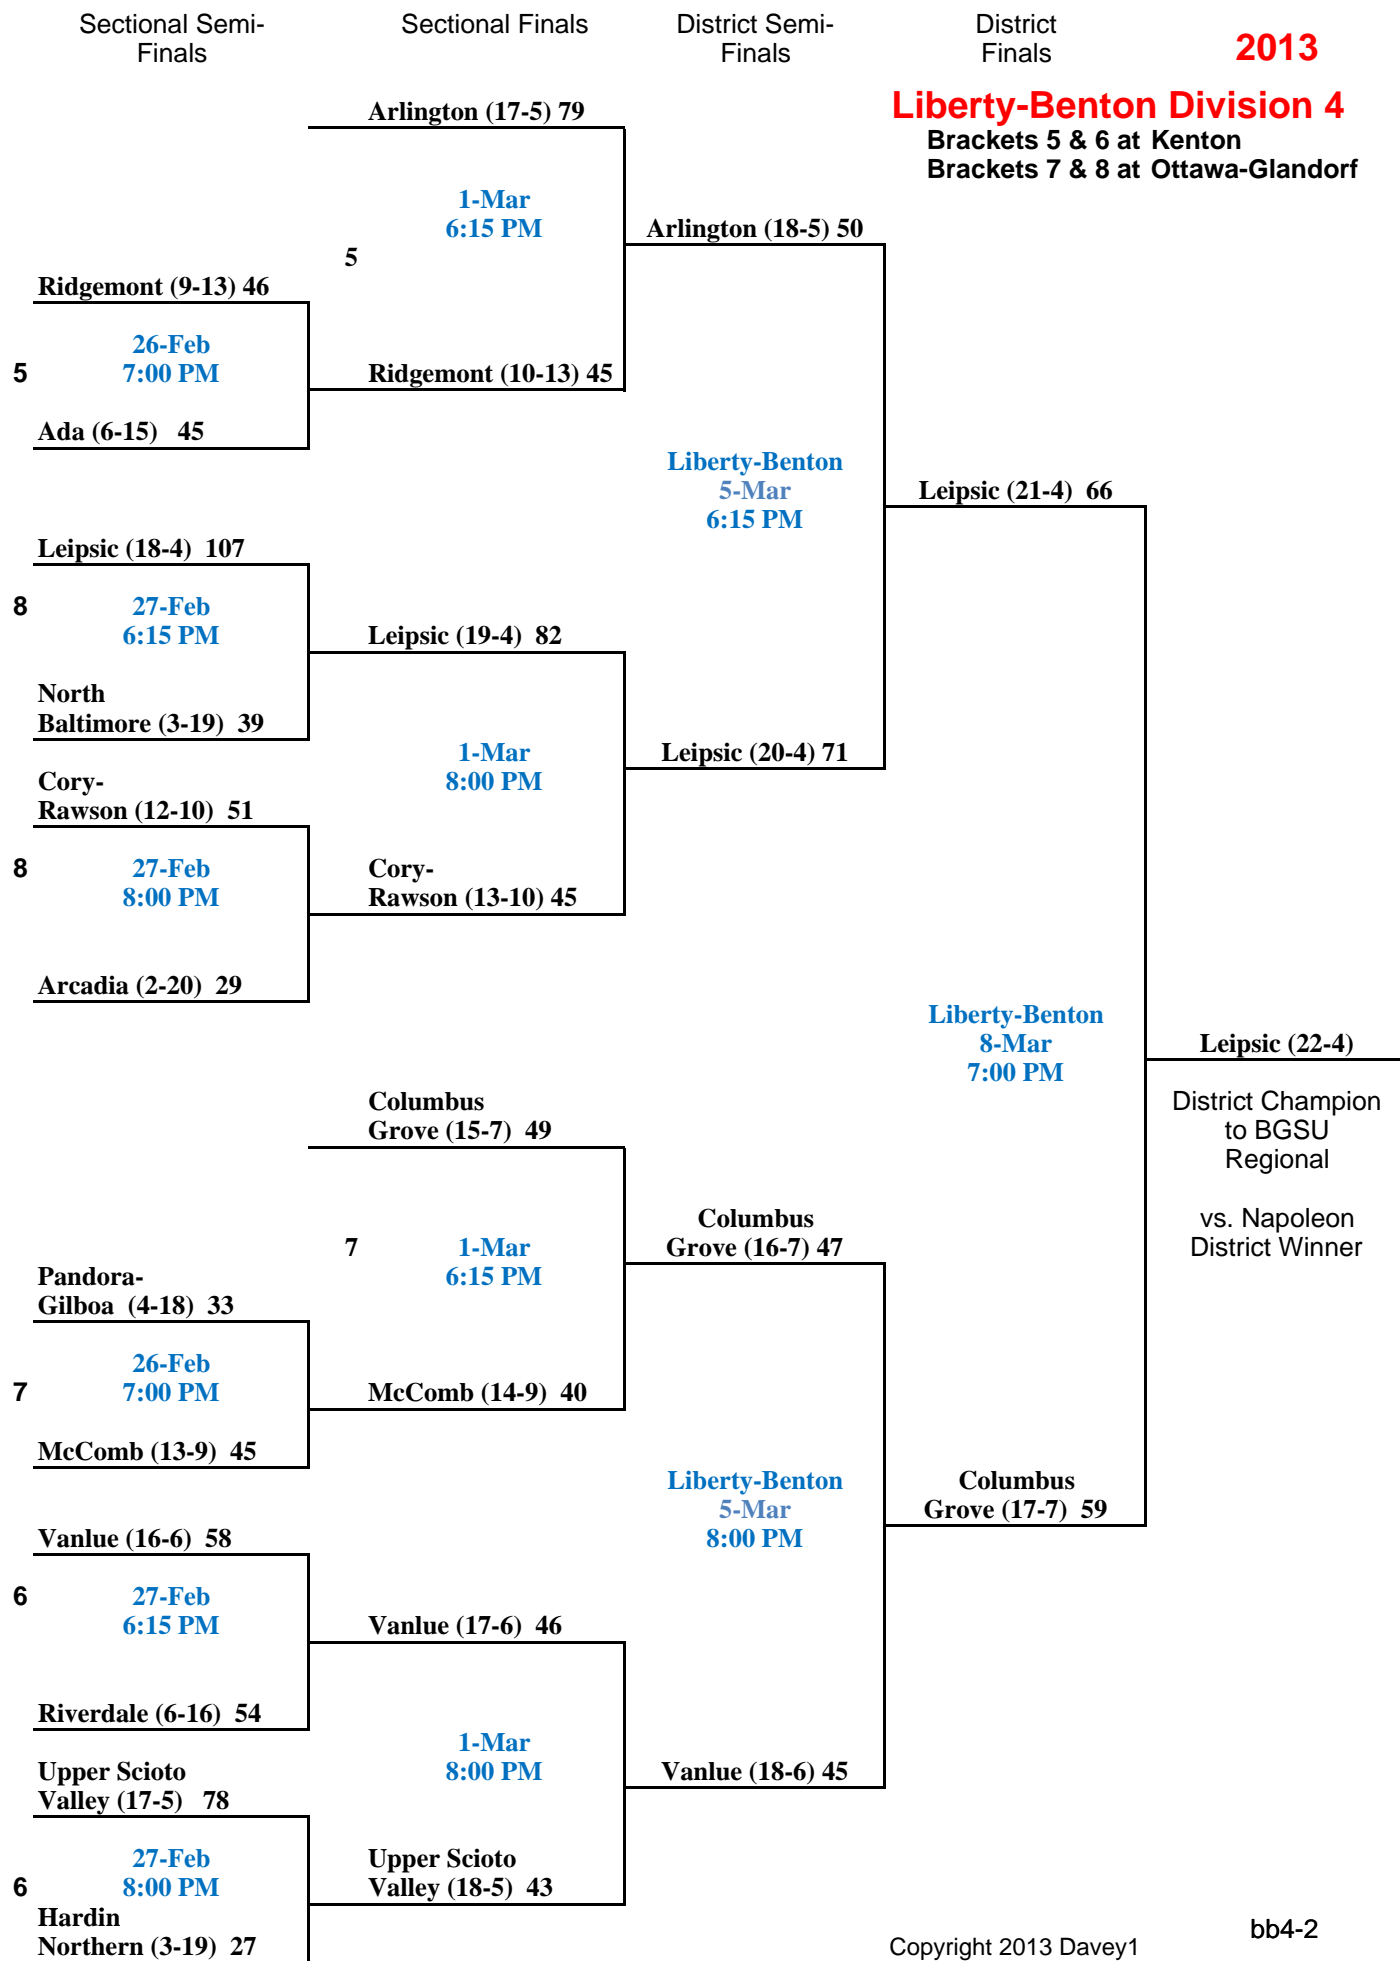 Sectional Semi-
Finals
Sectional Finals
District Semi-
Finals
District
Finals
2013
Liberty-Benton Division 4
Brackets 5 & 6 at Kenton
Brackets 7 & 8 at Ottawa-Glandorf
Arlington (17-5) 79
1-Mar
6:15 PM
Arlington (18-5) 50
5
Ridgemont (9-13) 46
26-Feb
5
7:00 PM
Ridgemont (10-13) 45
Ada (6-15) 45
Liberty-Benton
5-Mar
6:15 PM
Leipsic (21-4) 66
Leipsic (18-4) 107
8
27-Feb
6:15 PM
Leipsic (19-4) 82
North
Baltimore (3-19) 39
1-Mar
8:00 PM
Leipsic (20-4) 71
Cory-
Rawson (12-10) 51
8
27-Feb
8:00 PM
Cory-
Rawson (13-10) 45
Arcadia (2-20) 29
Liberty-Benton
8-Mar
7:00 PM
Leipsic (22-4)
District Champion
to BGSU
Regional
vs. Napoleon
District Winner
Columbus
Grove (15-7) 49
7
1-Mar
6:15 PM
Columbus
Grove (16-7) 47
Pandora-
Gilboa (4-18) 33
26-Feb
7
7:00 PM
McComb (14-9) 40
McComb (13-9) 45
Liberty-Benton
5-Mar
8:00 PM
Columbus
Grove (17-7) 59
Vanlue (16-6) 58
6
27-Feb
6:15 PM
Vanlue (17-6) 46
Riverdale (6-16) 54
1-Mar
8:00 PM
Vanlue (18-6) 45
Upper Scioto
Valley (17-5) 78
27-Feb
6
8:00 PM
Upper Scioto
Valley (18-5) 43
Hardin
Northern (3-19) 27
Copyright 2013 Davey1
bb4-2